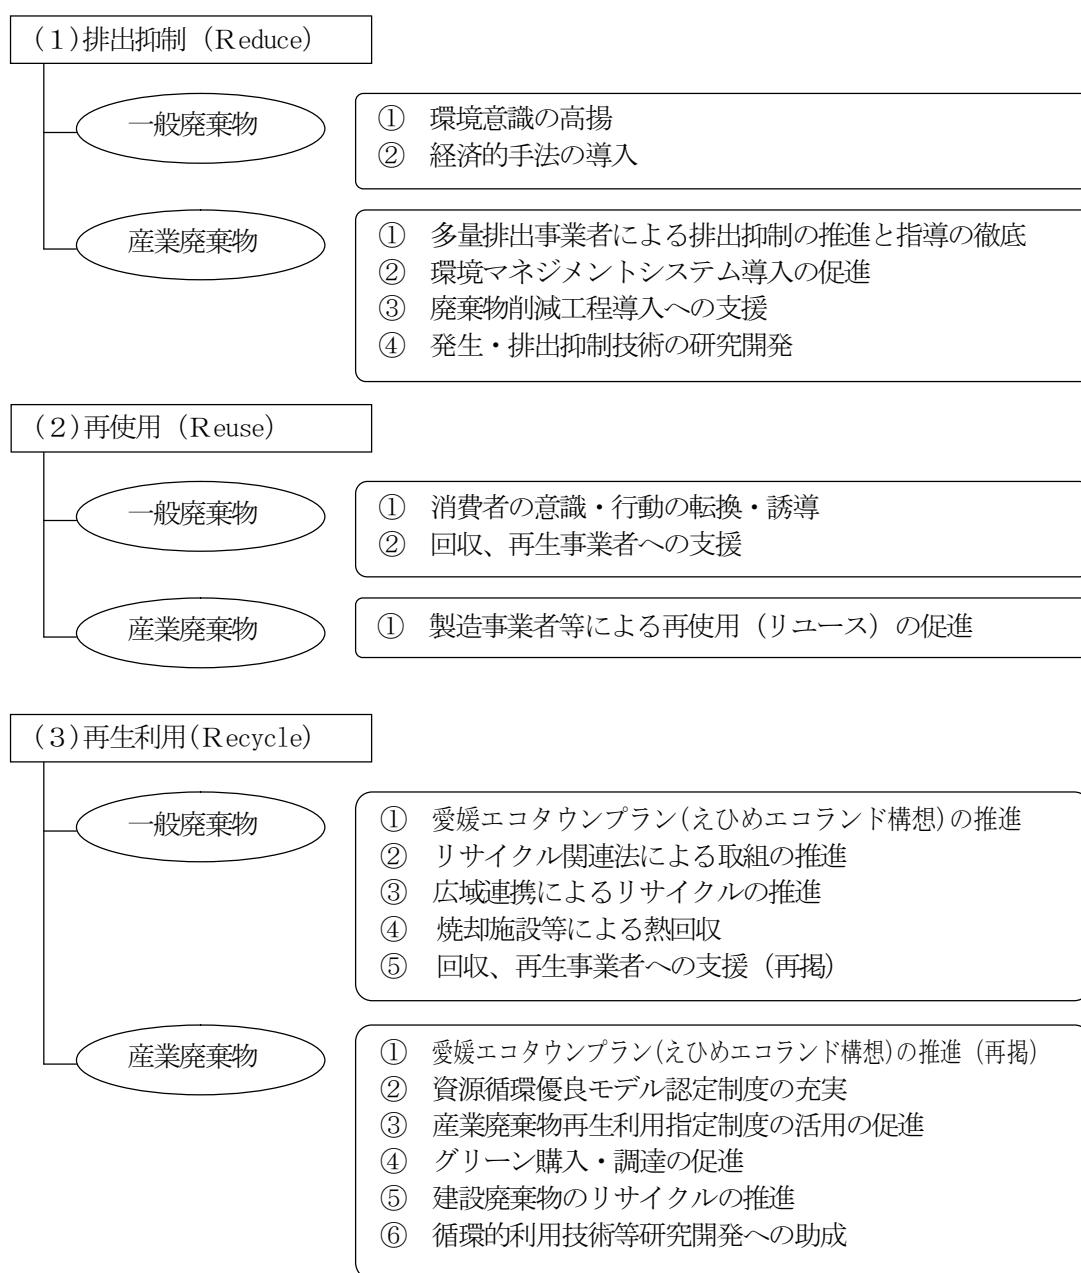 (１)排出抑制（Ｒeduce）
一般廃棄物
① 環境意識の高揚
② 経済的手法の導入
産業廃棄物
① 多量排出事業者による排出抑制の推進と指導の徹底
② 環境マネジメントシステム導入の促進
③ 廃棄物削減工程導入への支援
④ 発生・排出抑制技術の研究開発
(２)再使用（Ｒeuse）
一般廃棄物
① 消費者の意識・行動の転換・誘導
② 回収、再生事業者への支援
産業廃棄物
① 製造事業者等による再使用（リユース）の促進
(３)再生利用(Ｒecycle)
一般廃棄物
① 愛媛エコタウンプラン(えひめエコランド構想)の推進
② リサイクル関連法による取組の推進
③ 広域連携によるリサイクルの推進
④ 焼却施設等による熱回収
⑤ 回収、再生事業者への支援（再掲）
産業廃棄物
① 愛媛エコタウンプラン(えひめエコランド構想)の推進（再掲）
② 資源循環優良モデル認定制度の充実
③ 産業廃棄物再生利用指定制度の活用の促進
④ グリーン購入・調達の促進
⑤ 建設廃棄物のリサイクルの推進
⑥ 循環的利用技術等研究開発への助成